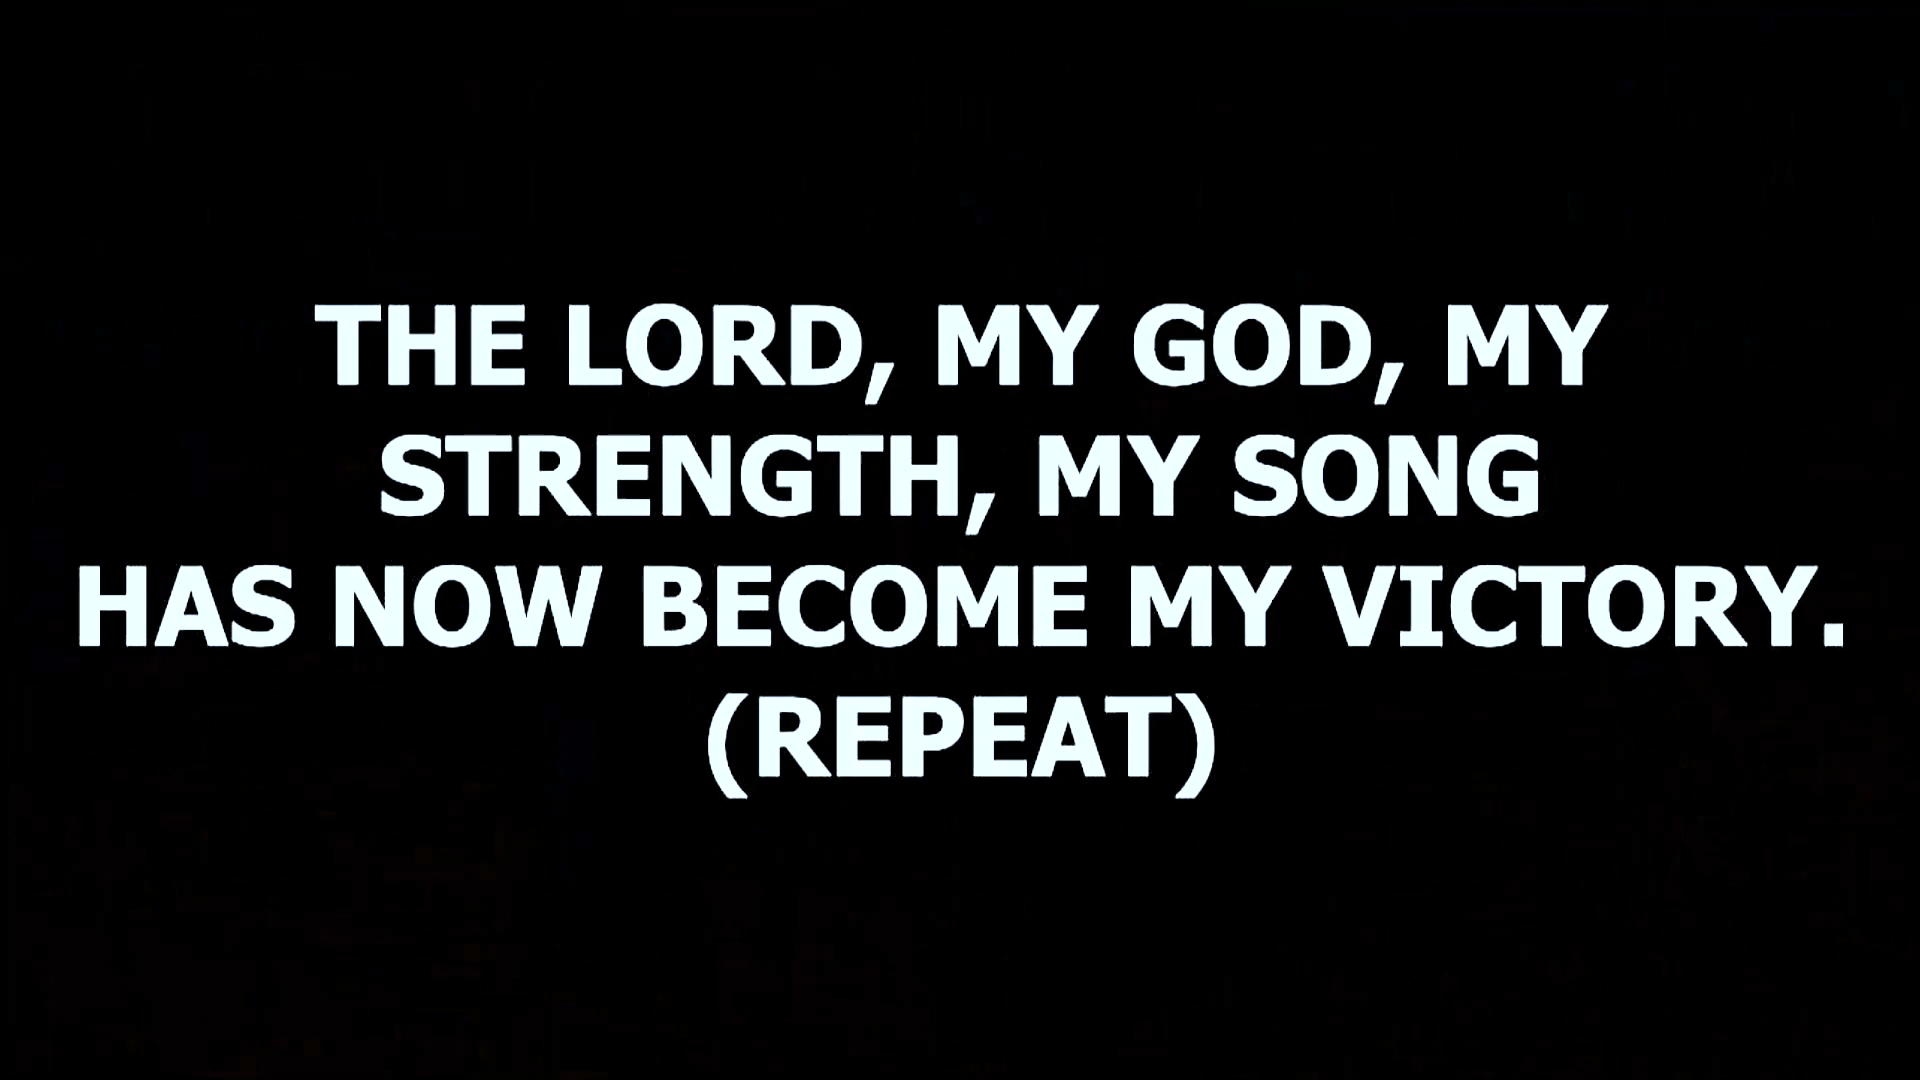 THE LORD, MY GOD, MY
STRENGTH, MY SONG
HAS NOW BECOME MY VICTORY.
(REPEAT)